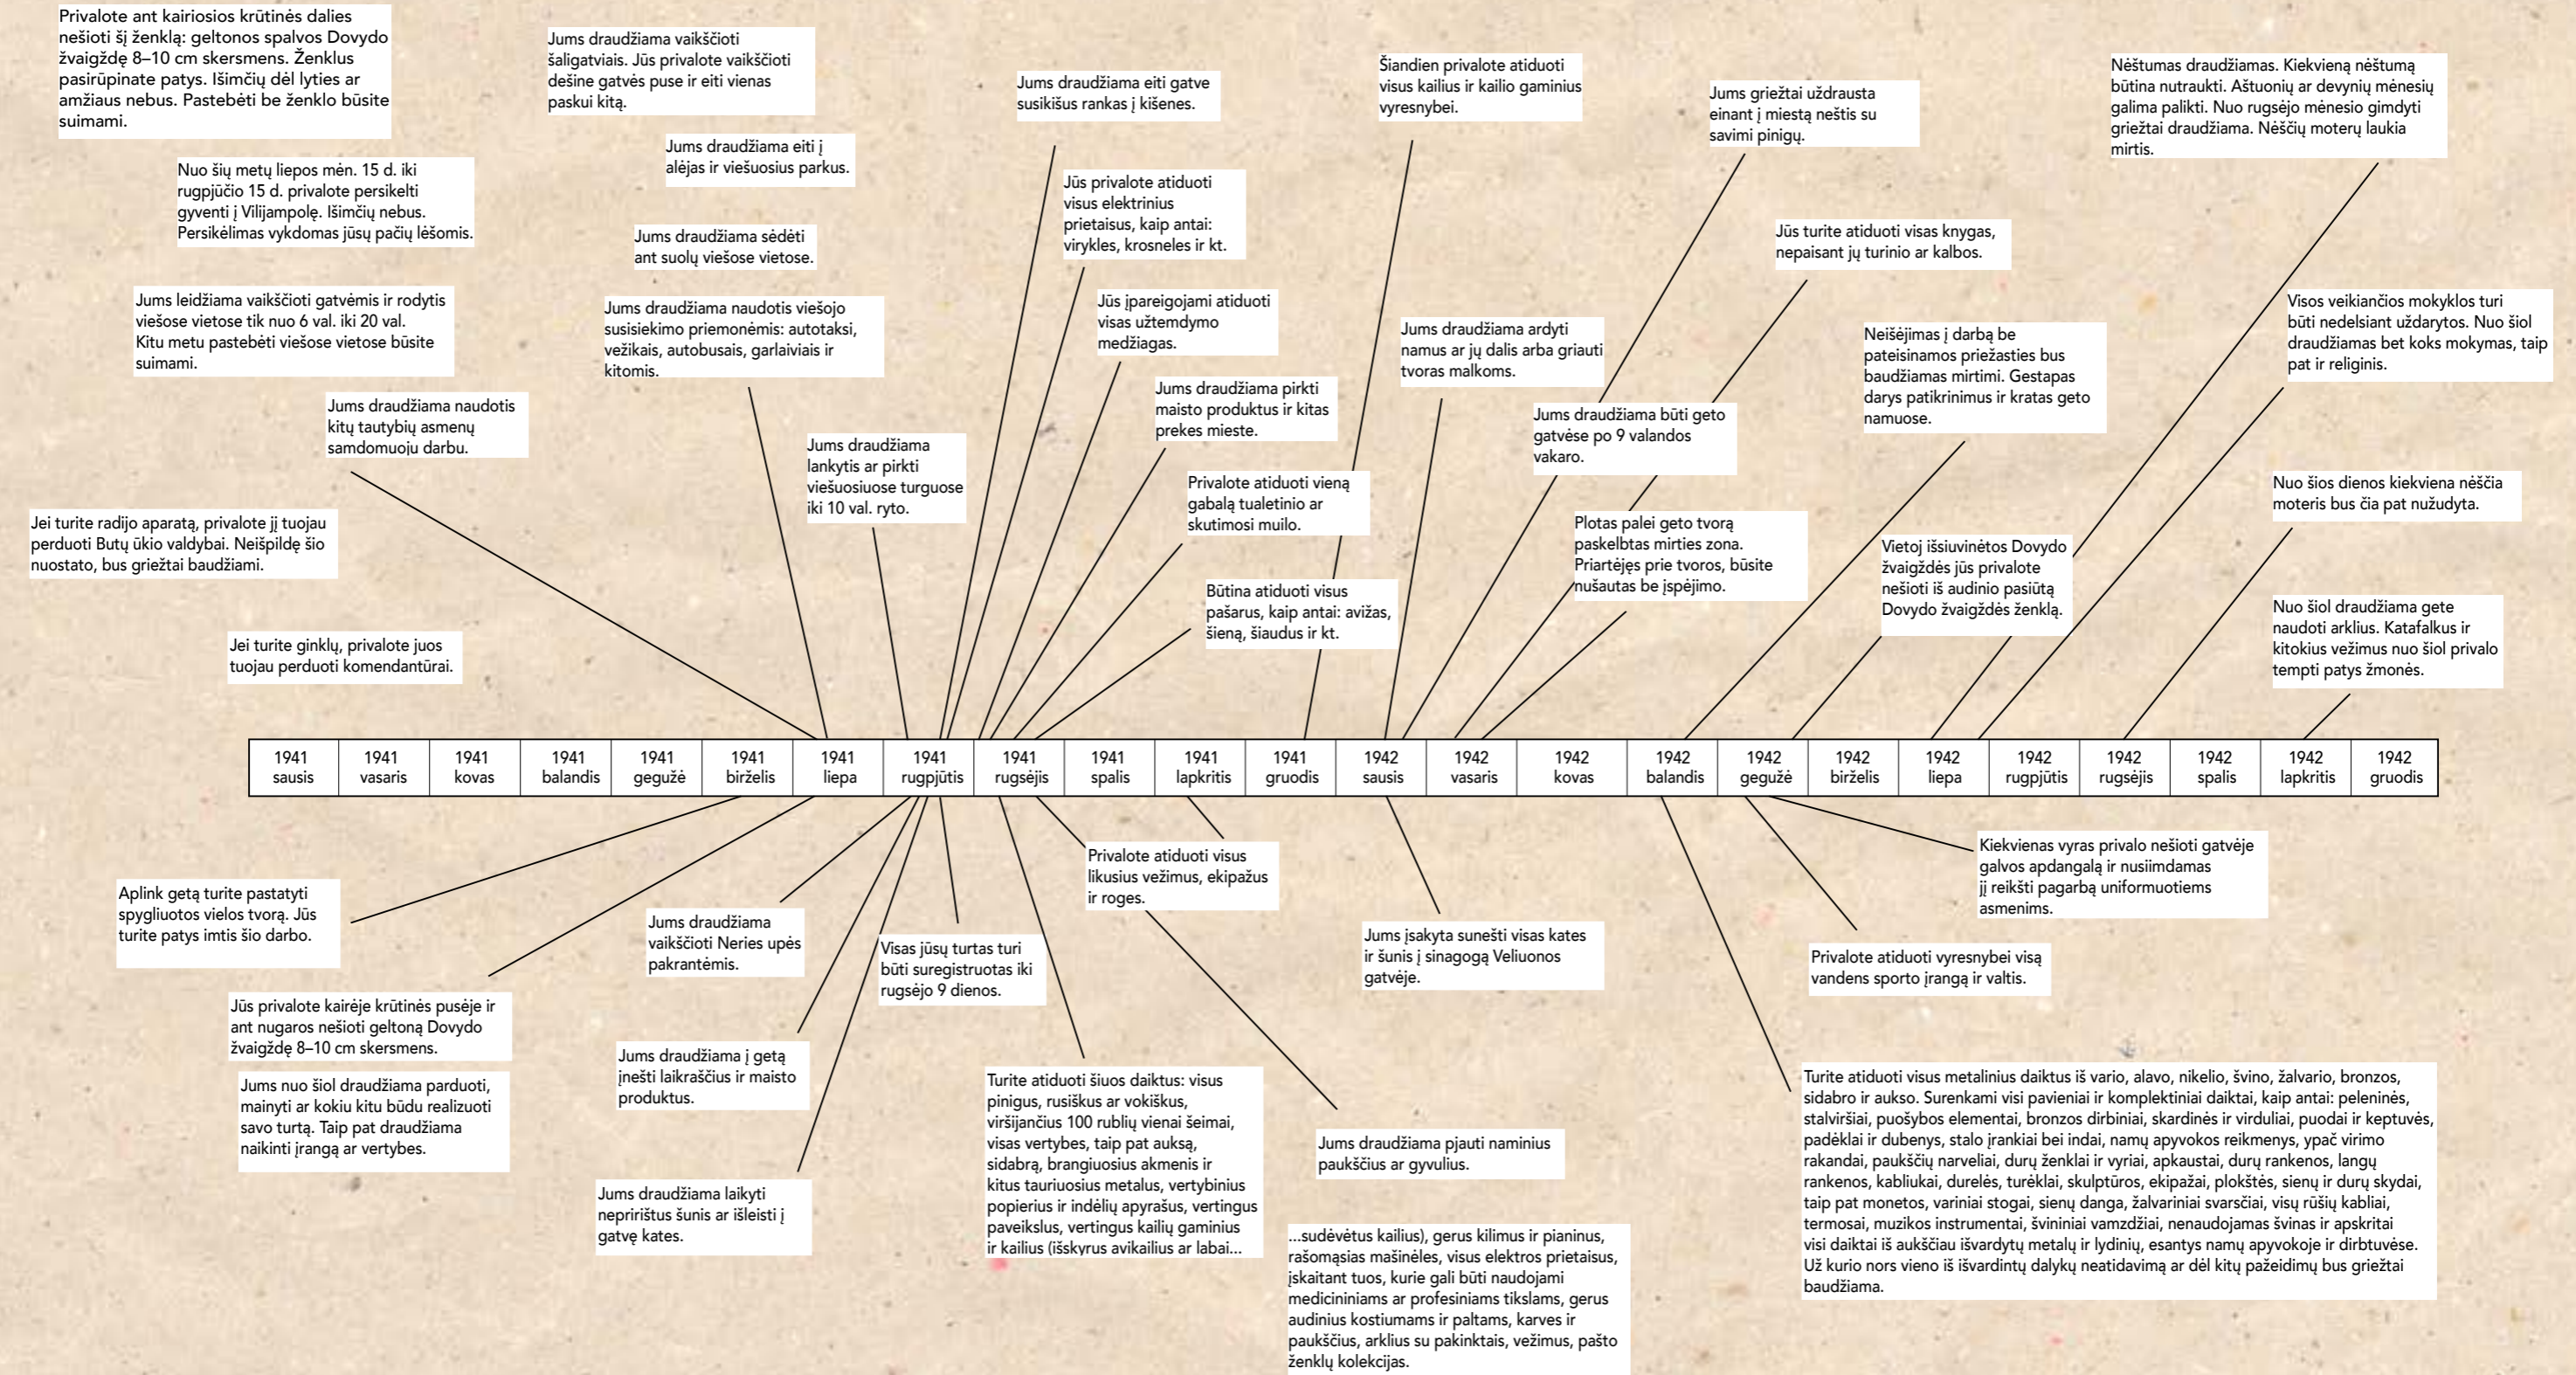 Privalote ant kairiosios krūtinės dalies
nešioti šį ženklą: geltonos spalvos Dovydo
žvaigždę 8–10 cm skersmens. Ženklus
pasirūpinate patys. Išimčių dėl lyties ar
amžiaus nebus. Pastebėti be ženklo būsite
suimami.
Nuo šių metų liepos mėn. 15 d. iki
rugpjūčio 15 d. privalote persikelti
gyventi į Vilijampolę. Išimčių nebus.
Persikėlimas vykdomas jūsų pačių lėšomis.
Jums leidžiama vaikščioti gatvėmis ir rodytis
viešose vietose tik nuo 6 val. iki 20 val.
Kitu metu pastebėti viešose vietose būsite
suimami.
Jums draudžiama naudotis
kitų tautybių asmenų
samdomuoju darbu.
Jei turite radijo aparatą, privalote jį tuojau
perduoti Butų ūkio valdybai. Neišpildę šio
nuostato, bus griežtai baudžiami.
Jei turite ginklų, privalote juos
tuojau perduoti komendantūrai.
Jums draudžiama vaikščioti
šaligatviais. Jūs privalote vaikščioti
dešine gatvės puse ir eiti vienas
paskui kitą.
Jums draudžiama eiti į
alėjas ir viešuosius parkus.
Jums draudžiama sėdėti
ant suolų viešose vietose.
Jums draudžiama naudotis viešojo
susisiekimo priemonėmis: autotaksi,
vežikais, autobusais, garlaiviais ir
kitomis.
Jums draudžiama
lankytis ar pirkti
viešuosiuose turguose
iki 10 val. ryto.
Jums draudžiama eiti gatve
susikišus rankas į kišenes.
Jūs privalote atiduoti
visus elektrinius
prietaisus, kaip antai:
virykles, krosneles ir kt.
Jūs įpareigojami atiduoti
visas užtemdymo
medžiagas.
Jums draudžiama pirkti
maisto produktus ir kitas
prekes mieste.
Privalote atiduoti vieną
gabalą tualetinio ar
skutimosi muilo.
Būtina atiduoti visus
pašarus, kaip antai: avižas,
šieną, šiaudus ir kt.
Šiandien privalote atiduoti
visus kailius ir kailio gaminius
vyresnybei.
Jums draudžiama ardyti
namus ar jų dalis arba griauti
tvoras malkoms.
Jums griežtai uždrausta
einant į miestą neštis su
savimi pinigų.
Jums draudžiama būti geto
gatvėse po 9 valandos
vakaro.
Jūs turite atiduoti visas knygas,
nepaisant jų turinio ar kalbos.
Plotas palei geto tvorą
paskelbtas mirties zona.
Priartėjęs prie tvoros, būsite
nušautas be įspėjimo.
Neišėjimas į darbą be
pateisinamos priežasties bus
baudžiamas mirtimi. Gestapas
darys patikrinimus ir kratas geto
namuose.
Vietoj išsiuvinėtos Dovydo
žvaigždės jūs privalote
nešioti iš audinio pasiūtą
Dovydo žvaigždės ženklą.
Nėštumas draudžiamas. Kiekvieną nėštumą
būtina nutraukti. Aštuonių ar devynių mėnesių
galima palikti. Nuo rugsėjo mėnesio gimdyti
griežtai draudžiama. Nėščių moterų laukia
mirtis.
Visos veikiančios mokyklos turi
būti nedelsiant uždarytos. Nuo šiol
draudžiamas bet koks mokymas, taip
pat ir religinis.
Nuo šios dienos kiekviena nėščia
moteris bus čia pat nužudyta.
Nuo šiol draudžiama gete
naudoti arklius. Katafalkus ir
kitokius vežimus nuo šiol privalo
tempti patys žmonės.
1941
sausis
1941
vasaris
1941
kovas
1941
balandis
1941
gegužė
1941
birželis
1941
liepa
1941
rugpjūtis
1941
rugsėjis
1941
spalis
1941
lapkritis
1941
gruodis
1942
sausis
1942
vasaris
1942
kovas
1942
balandis
1942
gegužė
1942
birželis
1942
liepa
1942
rugpjūtis
1942
rugsėjis
1942
spalis
1942
lapkritis
1942
gruodis
Aplink getą turite pastatyti
spygliuotos vielos tvorą. Jūs
turite patys imtis šio darbo.
Jūs privalote kairėje krūtinės pusėje ir
ant nugaros nešioti geltoną Dovydo
žvaigždę 8–10 cm skersmens.
Jums nuo šiol draudžiama parduoti,
mainyti ar kokiu kitu būdu realizuoti
savo turtą. Taip pat draudžiama
naikinti įrangą ar vertybes.
Jums draudžiama
vaikščioti Neries upės
pakrantėmis.
Jums draudžiama į getą
įnešti laikraščius ir maisto
produktus.
Jums draudžiama laikyti
nepririštus šunis ar išleisti į
gatvę kates.
Visas jūsų turtas turi
būti suregistruotas iki
rugsėjo 9 dienos.
Turite atiduoti šiuos daiktus: visus
pinigus, rusiškus ar vokiškus,
viršijančius 100 rublių vienai šeimai,
visas vertybes, taip pat auksą,
sidabrą, brangiuosius akmenis ir
kitus tauriuosius metalus, vertybinius
popierius ir indėlių apyrašus, vertingus
paveikslus, vertingus kailių gaminius
ir kailius (išskyrus avikailius ar labai...
...sudėvėtus kailius), gerus kilimus ir pianinus,
rašomąsias mašinėles, visus elektros prietaisus,
įskaitant tuos, kurie gali būti naudojami
medicininiams ar profesiniams tikslams, gerus
audinius kostiumams ir paltams, karves ir
paukščius, arklius su pakinktais, vežimus, pašto
ženklų kolekcijas.
Privalote atiduoti visus
likusius vežimus, ekipažus
ir roges.
Jums draudžiama pjauti naminius
paukščius ar gyvulius.
Jums įsakyta sunešti visas kates
ir šunis į sinagogą Veliuonos
gatvėje.
Kiekvienas vyras privalo nešioti gatvėje
galvos apdangalą ir nusiimdamas
jį reikšti pagarbą uniformuotiems
asmenims.
Privalote atiduoti vyresnybei visą
vandens sporto įrangą ir valtis.
Turite atiduoti visus metalinius daiktus iš vario, alavo, nikelio, švino, žalvario, bronzos,
sidabro ir aukso. Surenkami visi pavieniai ir komplektiniai daiktai, kaip antai: peleninės,
stalviršiai, puošybos elementai, bronzos dirbiniai, skardinės ir virduliai, puodai ir keptuvės,
padėklai ir dubenys, stalo įrankiai bei indai, namų apyvokos reikmenys, ypač virimo
rakandai, paukščių narveliai, durų ženklai ir vyriai, apkaustai, durų rankenos, langų
rankenos, kabliukai, durelės, turėklai, skulptūros, ekipažai, plokštės, sienų ir durų skydai,
taip pat monetos, variniai stogai, sienų danga, žalvariniai svarsčiai, visų rūšių kabliai,
termosai, muzikos instrumentai, švininiai vamzdžiai, nenaudojamas švinas ir apskritai
visi daiktai iš aukščiau išvardytų metalų ir lydinių, esantys namų apyvokoje ir dirbtuvėse.
Už kurio nors vieno iš išvardintų dalykų neatidavimą ar dėl kitų pažeidimų bus griežtai
baudžiama.